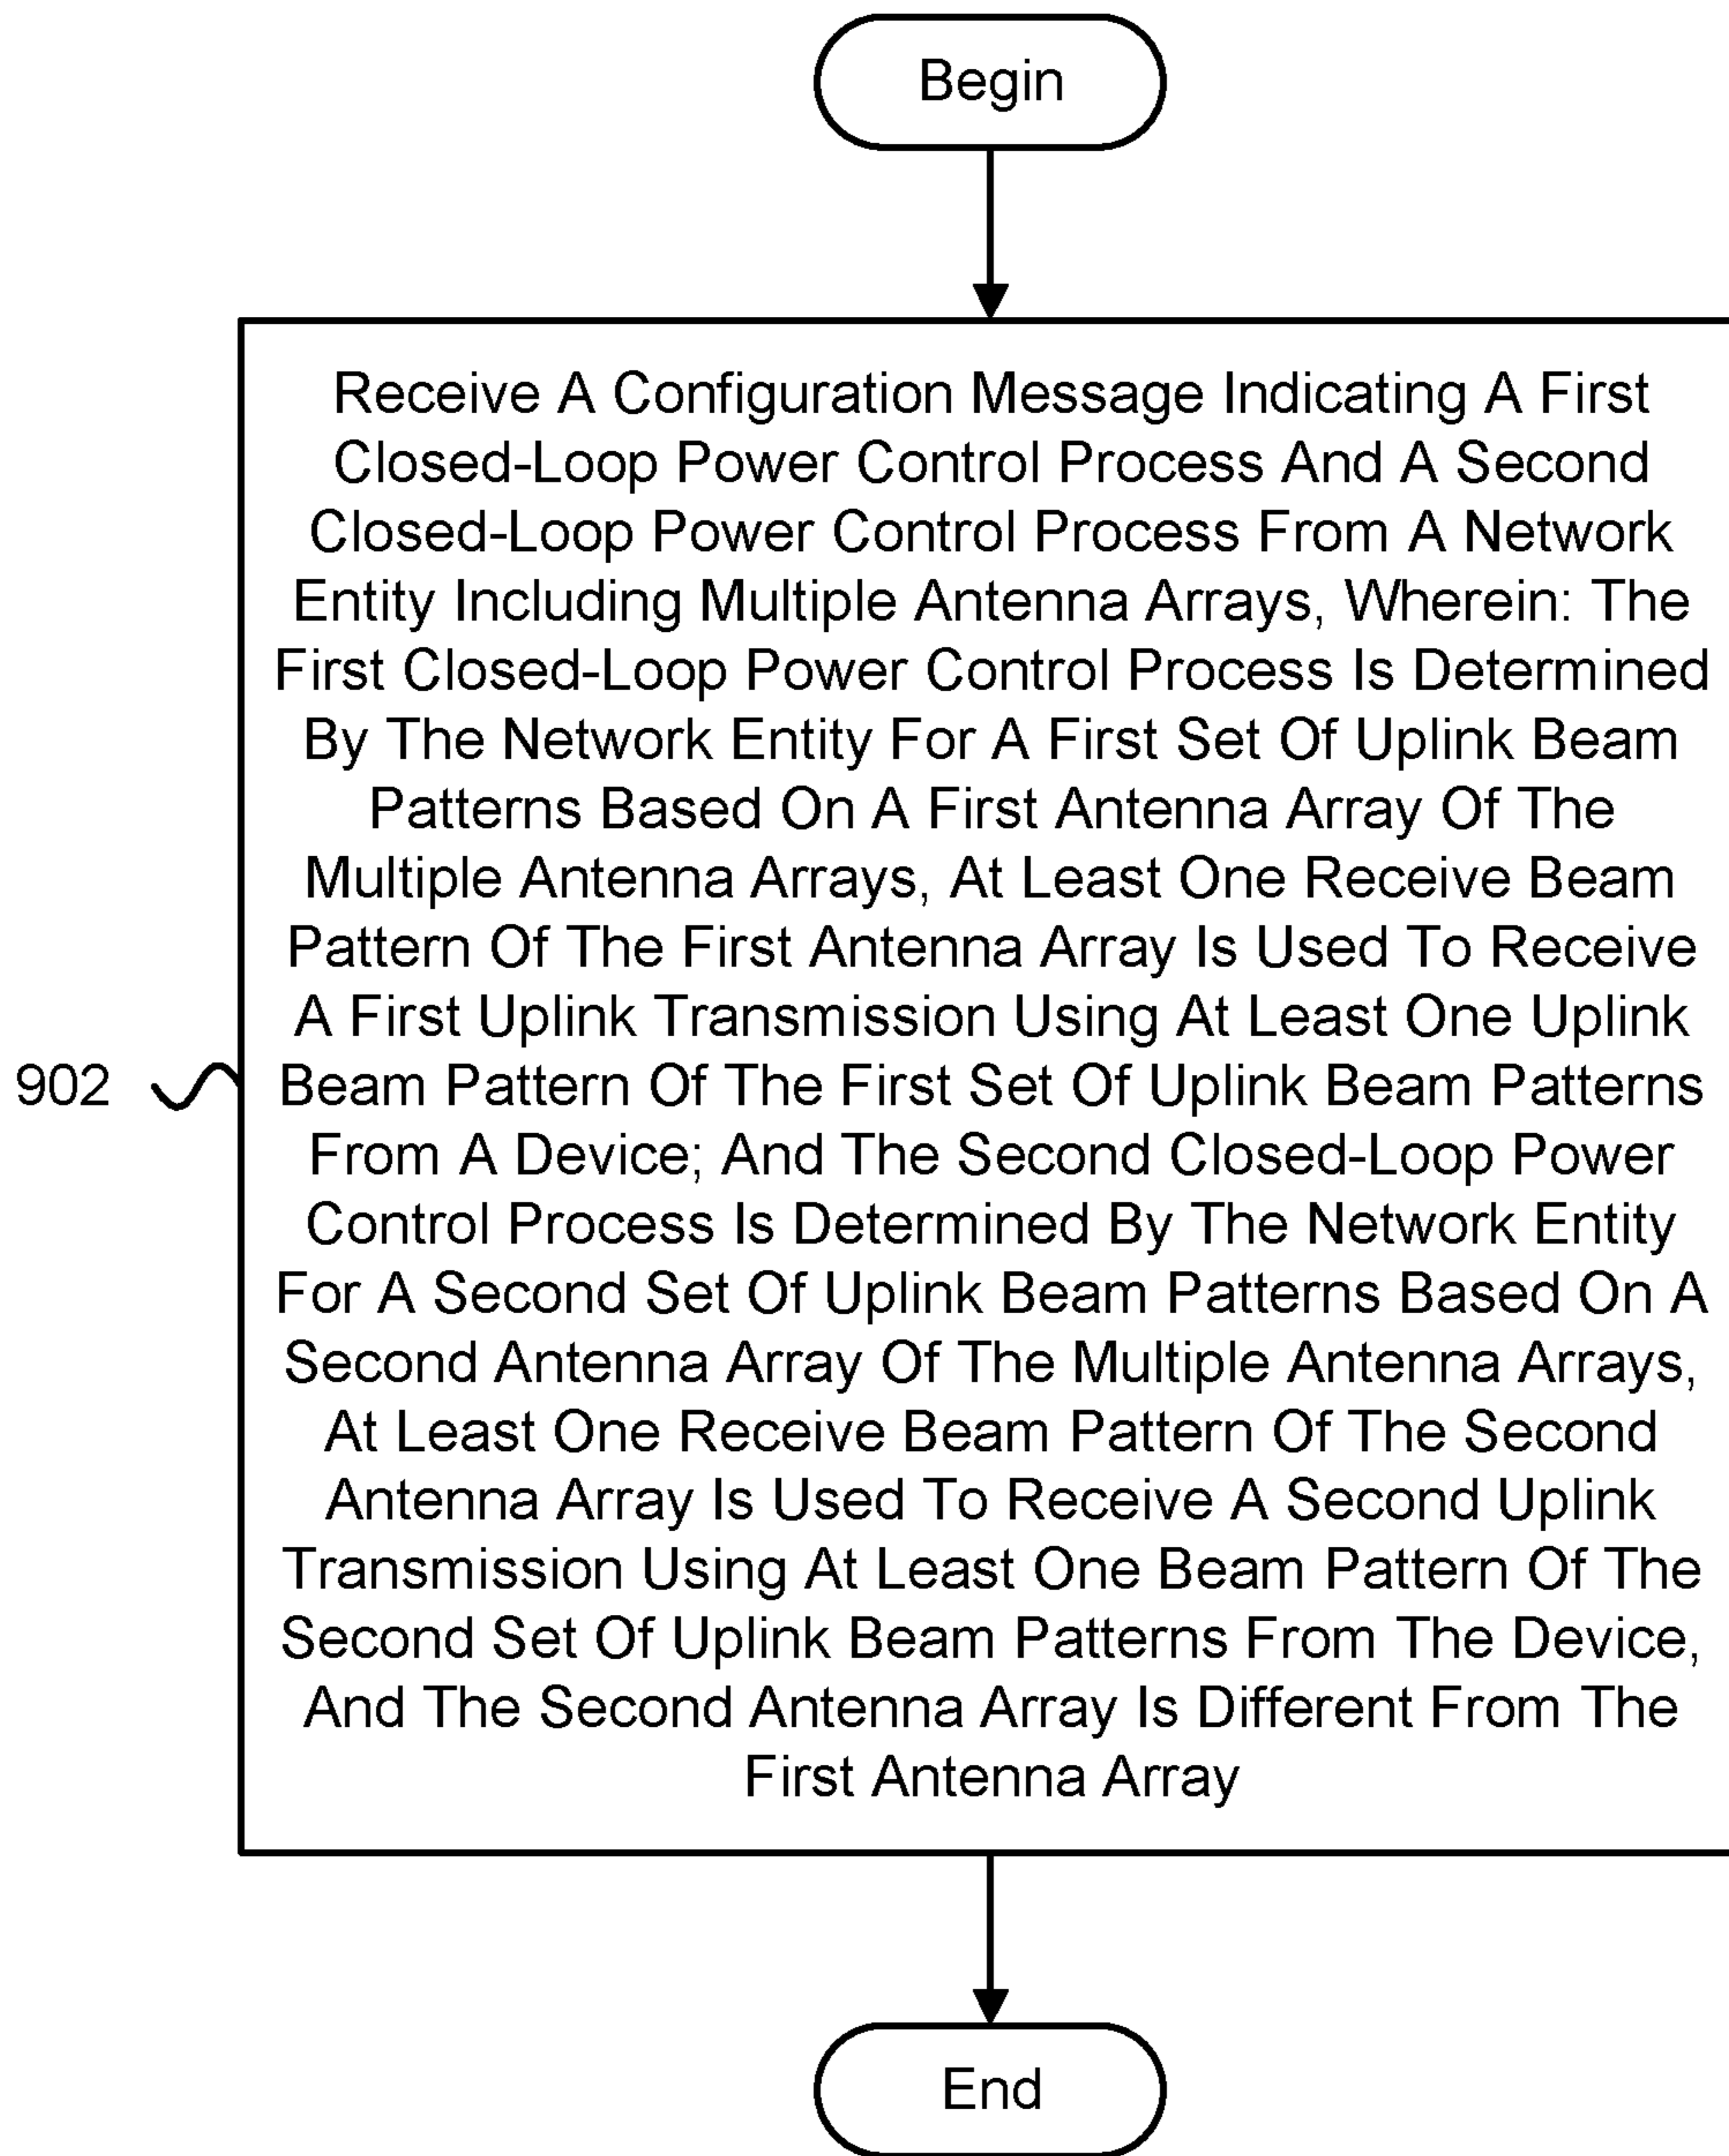 Begin
Receive A Configuration Message Indicating A First
Closed-Loop Power Control Process And A Second
Closed-Loop Power Control Process From A Network
Entity Including Multiple Antenna Arrays, Wherein: The
First Closed-Loop Power Control Process Is Determined
By The Network Entity For A First Set Of Uplink Beam
Patterns Based On A First Antenna Array Of The
Multiple Antenna Arrays, At Least One Receive Beam
Pattern Of The First Antenna Array Is Used To Receive
A First Uplink Transmission Using At Least One Uplink
902
Beam Pattern Of The First Set Of Uplink Beam Patterns
From A Device; And The Second Closed-Loop Power
Control Process Is Determined By The Network Entity
For A Second Set Of Uplink Beam Patterns Based On A
Second Antenna Array Of The Multiple Antenna Arrays,
At Least One Receive Beam Pattern Of The Second
Antenna Array Is Used To Receive A Second Uplink
Transmission Using At Least One Beam Pattern Of The
Second Set Of Uplink Beam Patterns From The Device,
And The Second Antenna Array Is Different From The
First Antenna Array
End